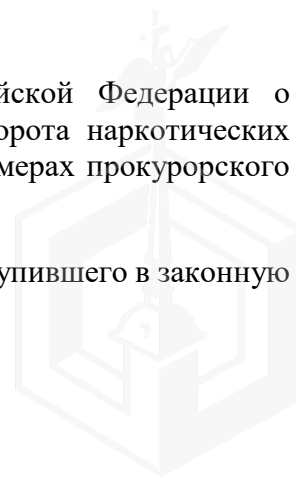 йской Федерации о
орота наркотических
мерах прокурорского
упившего в законную